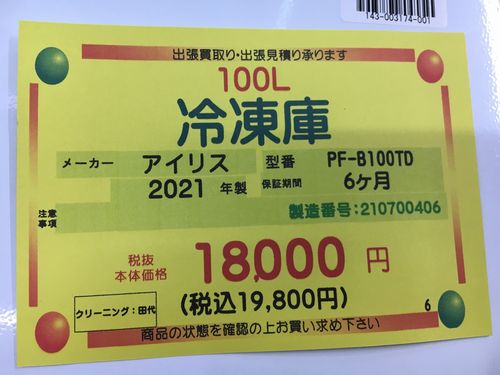 143-003174-001
出張買取り・出張見積り承ります
100L
冷凍庫
メーカー アイリス 型番 PF-B100TD
2021 年製 保証期間 6ケ月
注意事項
製造番号:210700406
税抜
本体価格 18,000 円
(税込19,800円)
クリーニング:田代
6
商品の状態を確認の上お買い求め下さい